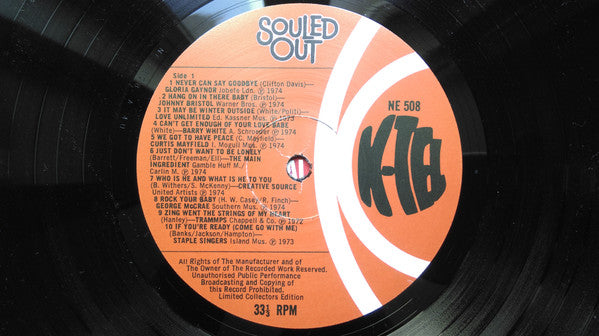 SOULED
OUT
Side 1
1 NEVER CAN SAY GOODBYE (Clifton Davis)—
GLORIA GAYNOR Jobete Ldn. Ⓟ 1974
2 HANG ON IN THERE BABY (Bristol)—
JOHNNY BRISTOL Warner Bros. Ⓟ 1974
3 IT MAY BE WINTER OUTSIDE (White/Politi)
LOVE UNLIMITED Ed. Kassner Mus. Ⓟ 1973
4 CAN'T GET ENOUGH OF YOUR LOVE BABE
(White)—BARRY WHITE A. Schroeder Ⓟ 1974
5 WE GOT TO HAVE PEACE (C. Mayfield)—
CURTIS MAYFIELD I. Mogull Mus. Ⓟ 1974
6 JUST DON'T WANT TO BE LONELY
(Barrett/Freeman/Eli)—THE MAIN
INGREDIENT Gamble Huff M./
Carlin M. Ⓟ 1974
7 WHO IS HE AND WHAT IS HE TO YOU
(B. Withers/S. McKenny)—CREATIVE SOURCE
United Artists Ⓟ 1974
8 ROCK YOUR BABY (H. W. Casey/R. Finch)—
GEORGE McCRAE Southern Mus. Ⓟ 1974
9 ZING WENT THE STRINGS OF MY HEART
(Hanley)—TRAMMPS Chappell & Co. Ⓟ 1972
10 IF YOU'RE READY (COME GO WITH ME)
(Banks/Jackson/Hampton)—
STAPLE SINGERS Island Mus. Ⓟ 1973
NE 508
K-TEL
All Rights of The Manufacturer and of
The Owner of The Recorded Work Reserved.
Unauthorised Public Performance
Broadcasting and Copying of
this Record Prohibited.
Limited Collectors Edition
33⅓ RPM